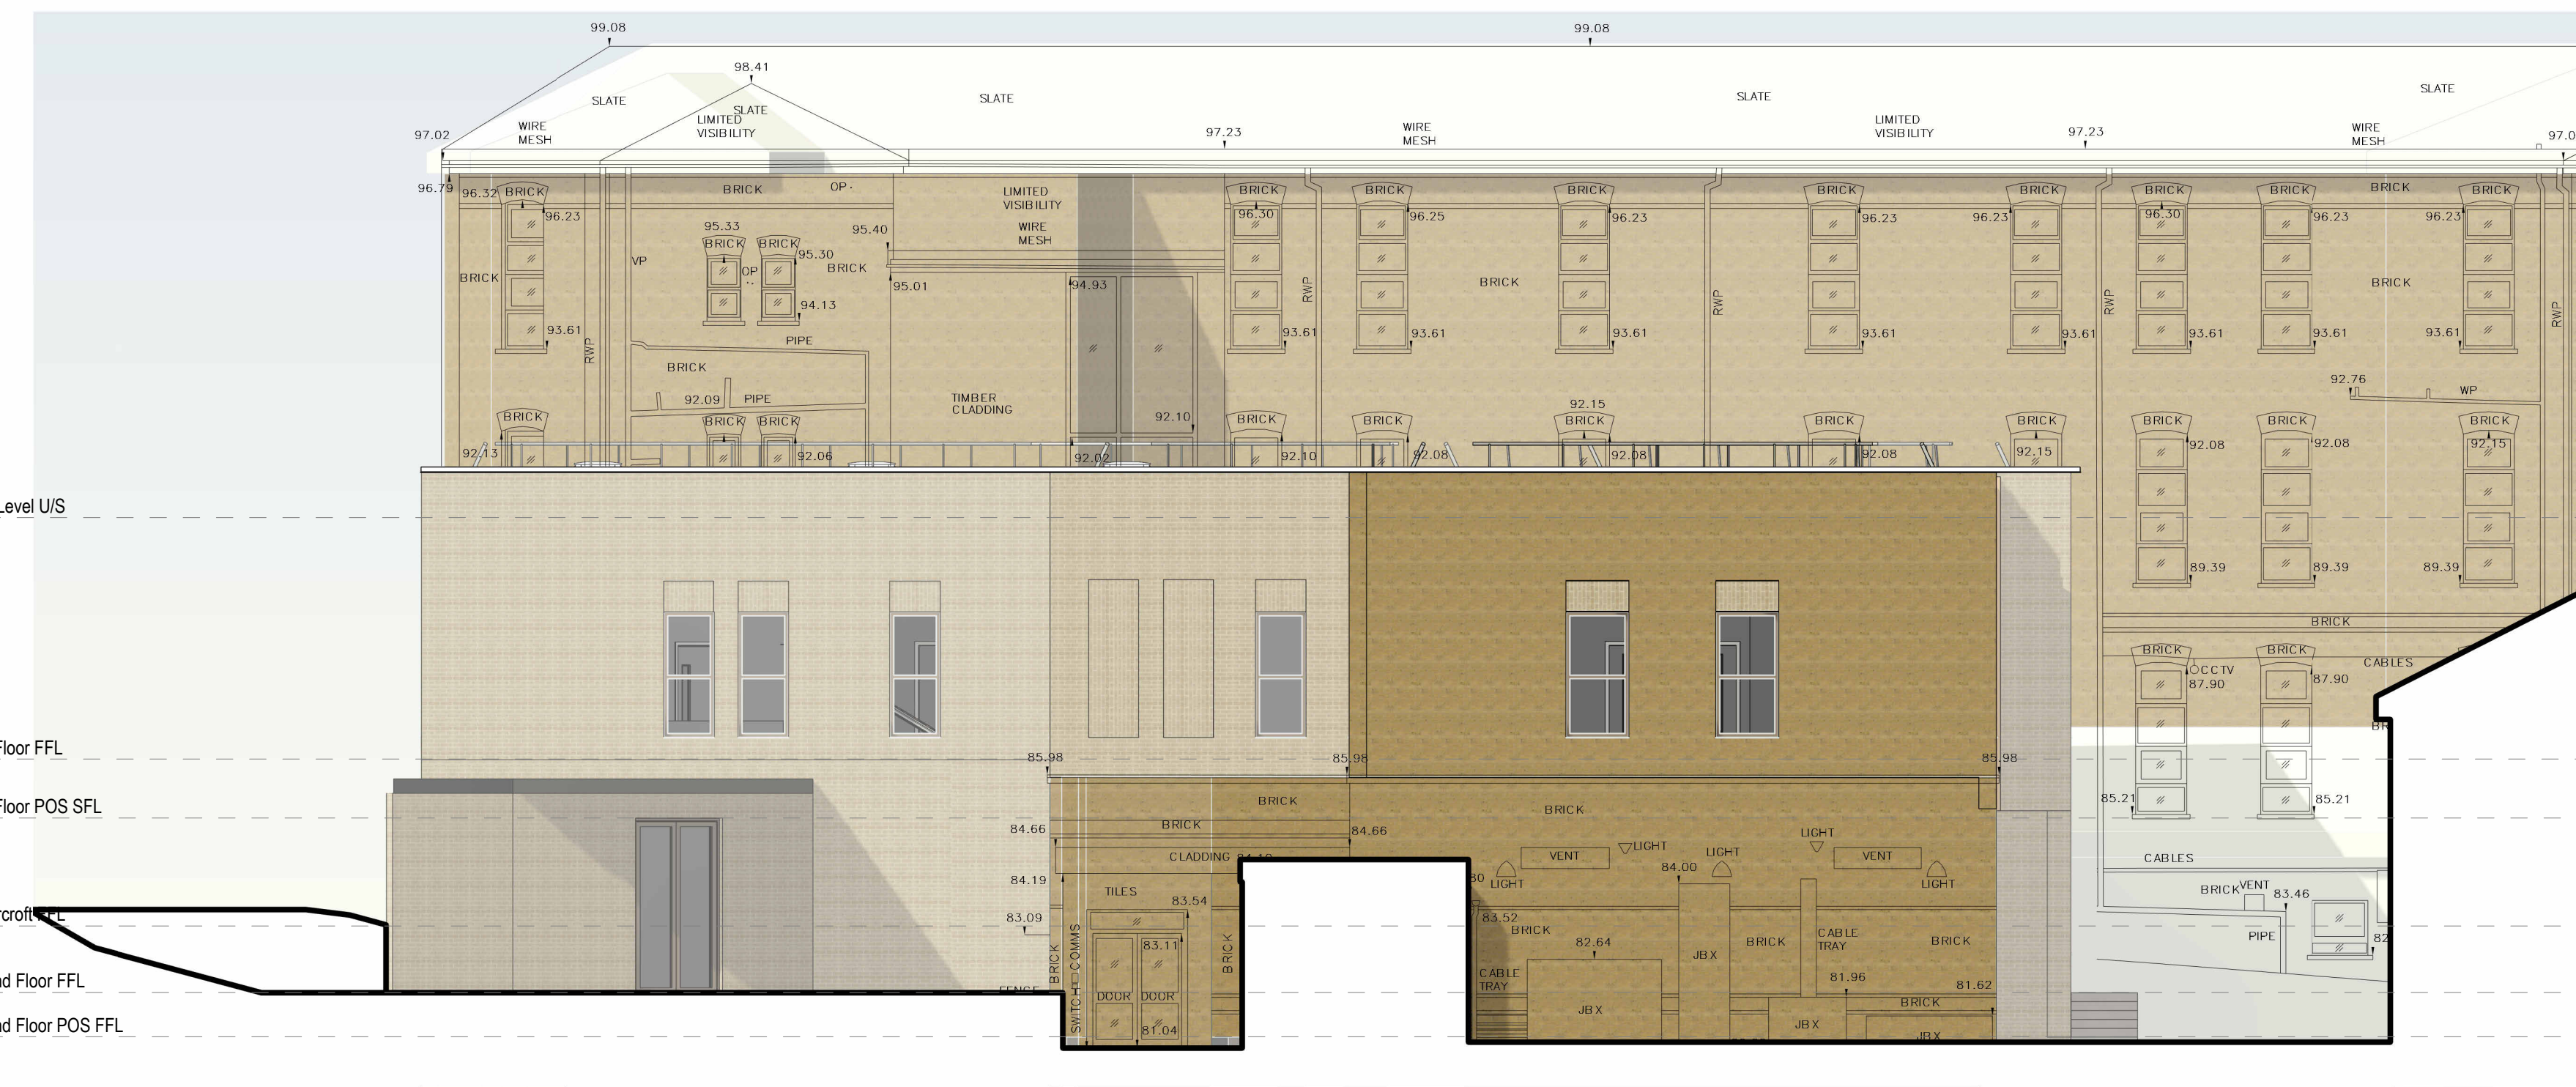 99.08
99.08
98.41
SLATE
SLATE
LIMITED
VISIBILITY
SLATE
SLATE
SLATE
WIRE
MESH
97.02
97.23
WIRE
MESH
LIMITED
VISIBILITY
97.23
WIRE
MESH
97.0
96.79
96.32
BRICK
96.23
BRICK
OP
LIMITED
VISIBILITY
WIRE
MESH
BRICK
96.30
BRICK
96.25
BRICK
96.23
BRICK
96.23
BRICK
96.23
BRICK
96.30
BRICK
96.23
BRICK
BRICK
96.23
95.33
BRICK
BRICK
95.40
95.30
BRICK
VP
OP
BRICK
95.01
94.93
94.13
BRICK
RWP
RWP
RWP
BRICK
RWP
93.61
RWP
PIPE
93.61
93.61
93.61
93.61
93.61
93.61
93.61
93.61
BRICK
92.09
PIPE
TIMBER
CLADDING
92.10
92.76
WP
BRICK
BRICK
BRICK
BRICK
BRICK
92.15
BRICK
BRICK
BRICK
BRICK
BRICK
BRICK
92.13
92.06
92.02
92.10
92.08
92.08
92.08
92.15
92.08
92.08
92.15
Level U/S
89.39
89.39
89.39
BRICK
BRICK
BRICK
CCTV
87.90
87.90
CABLES
BR
Floor FFL
85.98
85.98
85.98
Floor POS SFL
BRICK
BRICK
85.21
85.21
84.66
BRICK
84.66
LIGHT
LIGHT
LIGHT
CLADDING
VENT
VENT
CABLES
84.00
84.19
TILES
80
LIGHT
LIGHT
BRICK
VENT
83.46
83.54
rcroft FFL
83.09
83.52
BRICK
CABLE
TRAY
PIPE
82
83.11
82.64
BRICK
BRICK
BRICK
BRICK
COMMS
SWITCH
JBX
CABLE
TRAY
81.96
81.62
nd Floor FFL
FENCE
DOOR
DOOR
BRICK
JBX
JBX
JBX
nd Floor POS FFL
81.04